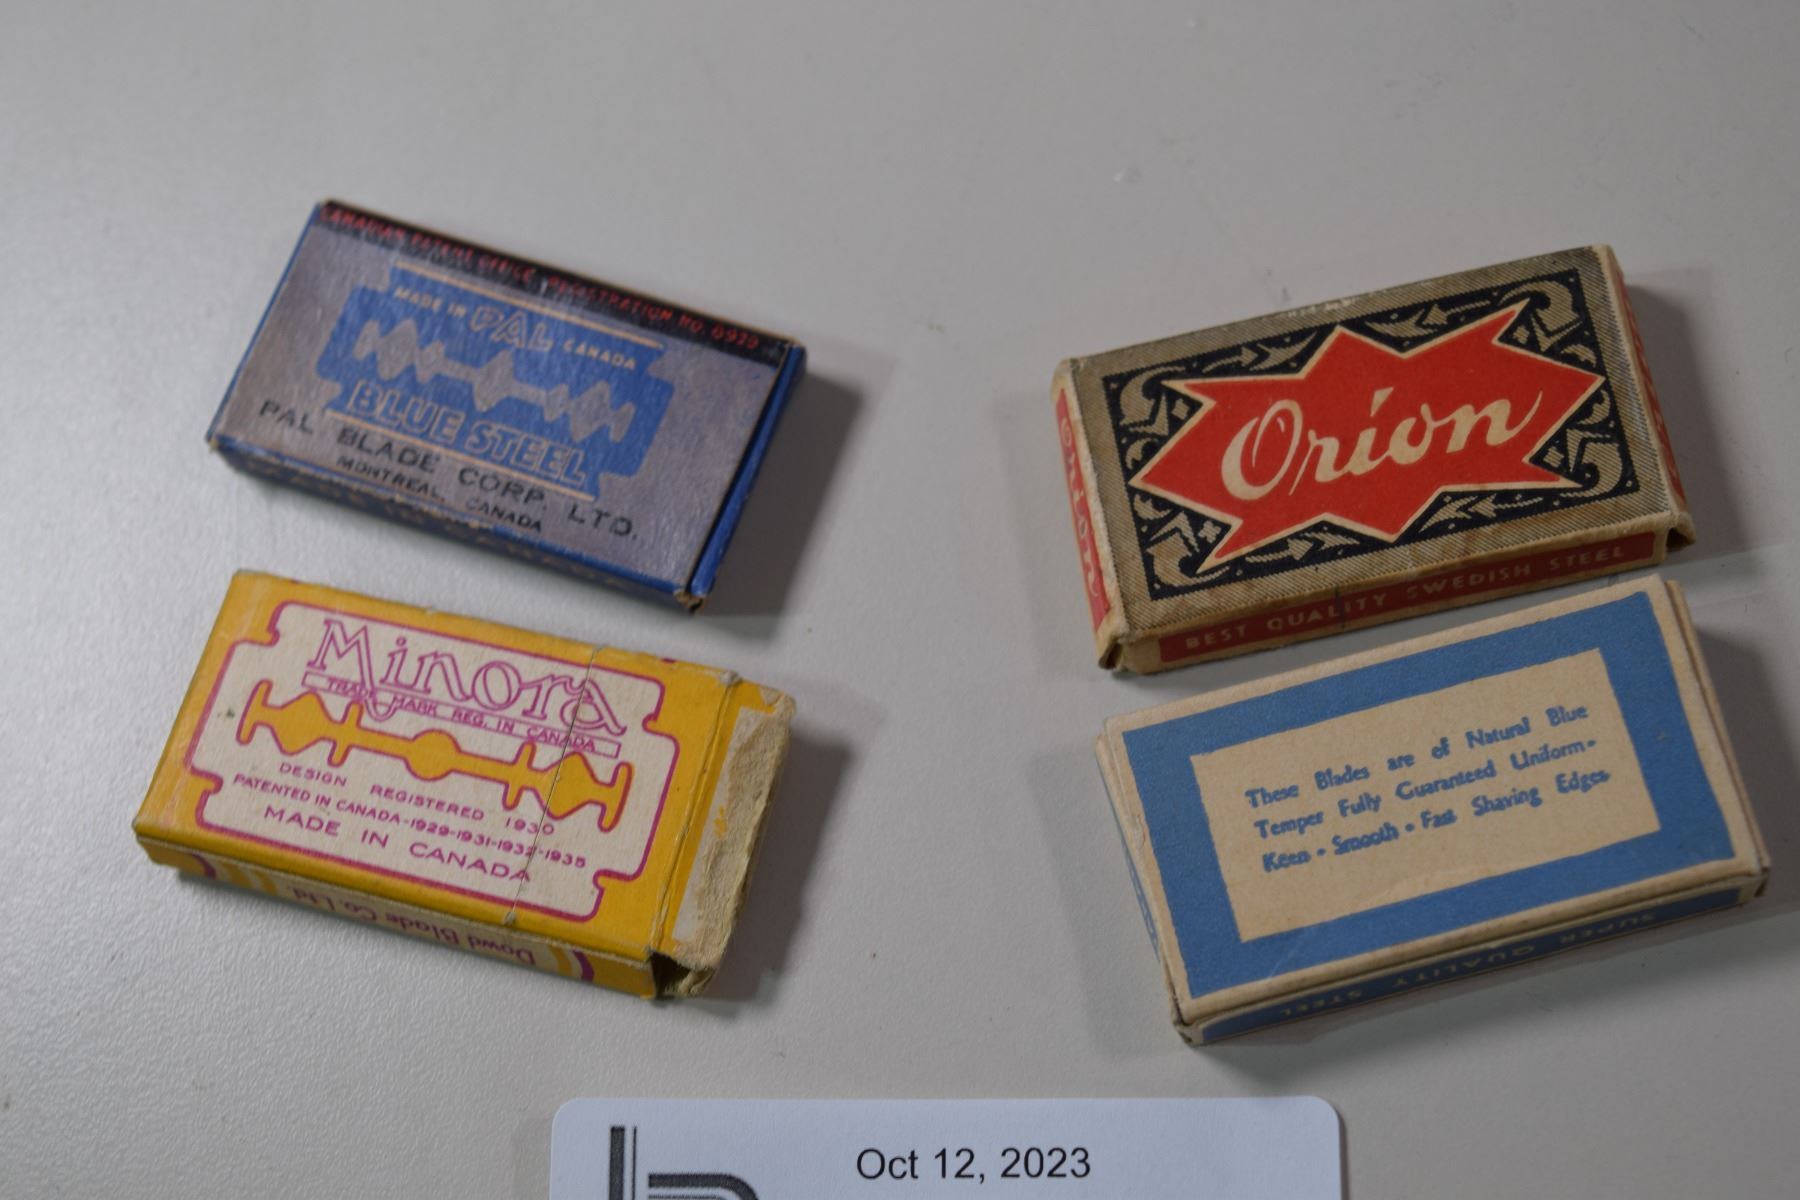 CANADIAN PATENT OFFICE REGISTRATION NO. 6929
MADE IN PAL CANADA
BLUE STEEL
PAL BLADE CORP. LTD.
MONTREAL, CANADA
Orion
Orion
BEST QUALITY SWEDISH STEEL
Minora
TRADE MARK REG. IN CANADA
DESIGN REGISTERED 1930
PATENTED IN CANADA-1929-1931-1932-1935
MADE IN CANADA
Dowd Blade Co. Ltd.
These Blades are of Natural Blue
Temper Fully Guaranteed Uniform-
Keen • Smooth • Fast Shaving Edges
SUPER QUALITY STEEL
Oct 12, 2023